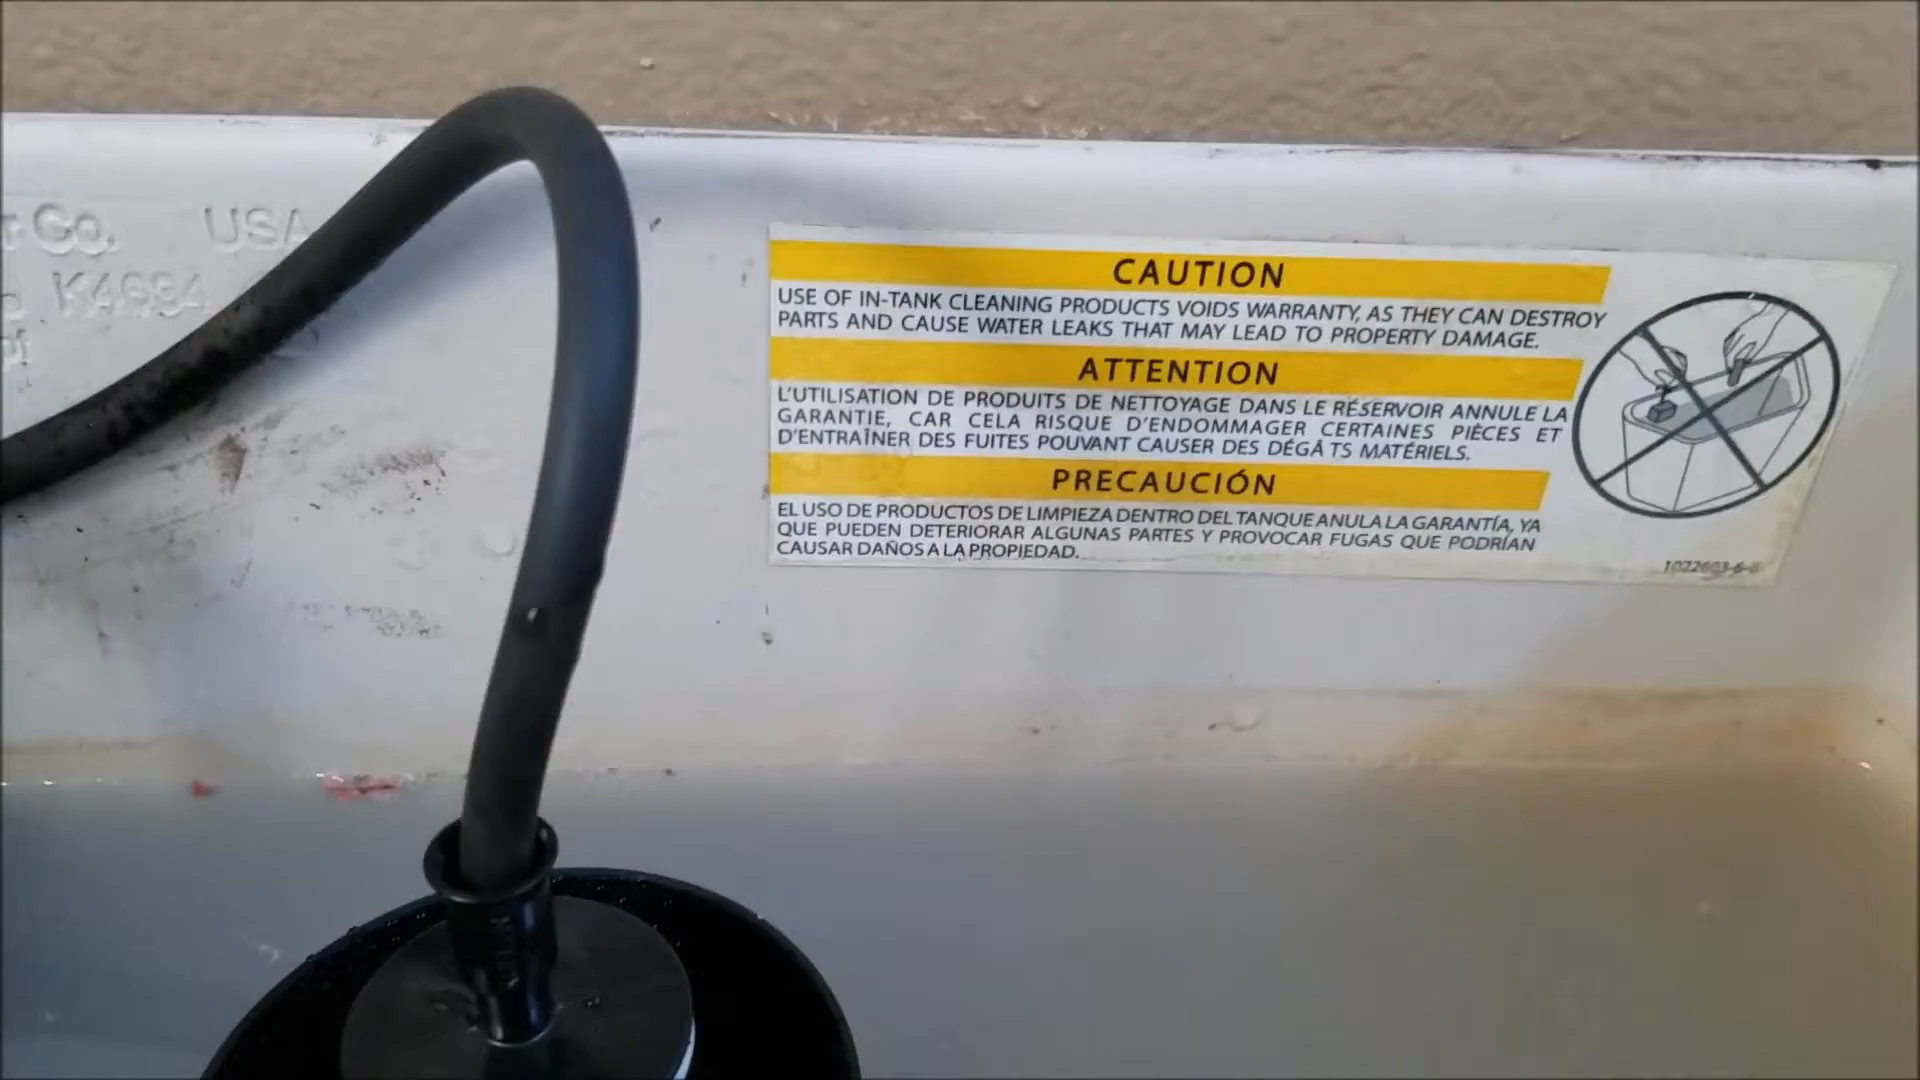 Co. USA
K4634
CAUTION
USE OF IN-TANK CLEANING PRODUCTS VOIDS WARRANTY, AS THEY CAN DESTROY
PARTS AND CAUSE WATER LEAKS THAT MAY LEAD TO PROPERTY DAMAGE.
ATTENTION
L'UTILISATION DE PRODUITS DE NETTOYAGE DANS LE RÉSERVOIR ANNULE LA
GARANTIE, CAR CELA RISQUE D'ENDOMMAGER CERTAINES PIÈCES ET
D'ENTRAÎNER DES FUITES POUVANT CAUSER DES DÉGÂ TS MATÉRIELS.
PRECAUCIÓN
EL USO DE PRODUCTOS DE LIMPIEZA DENTRO DEL TANQUE ANULA LA GARANTÍA, YA
QUE PUEDEN DETERIORAR ALGUNAS PARTES Y PROVOCAR FUGAS QUE PODRÍAN
CAUSAR DAÑOS A LA PROPIEDAD.